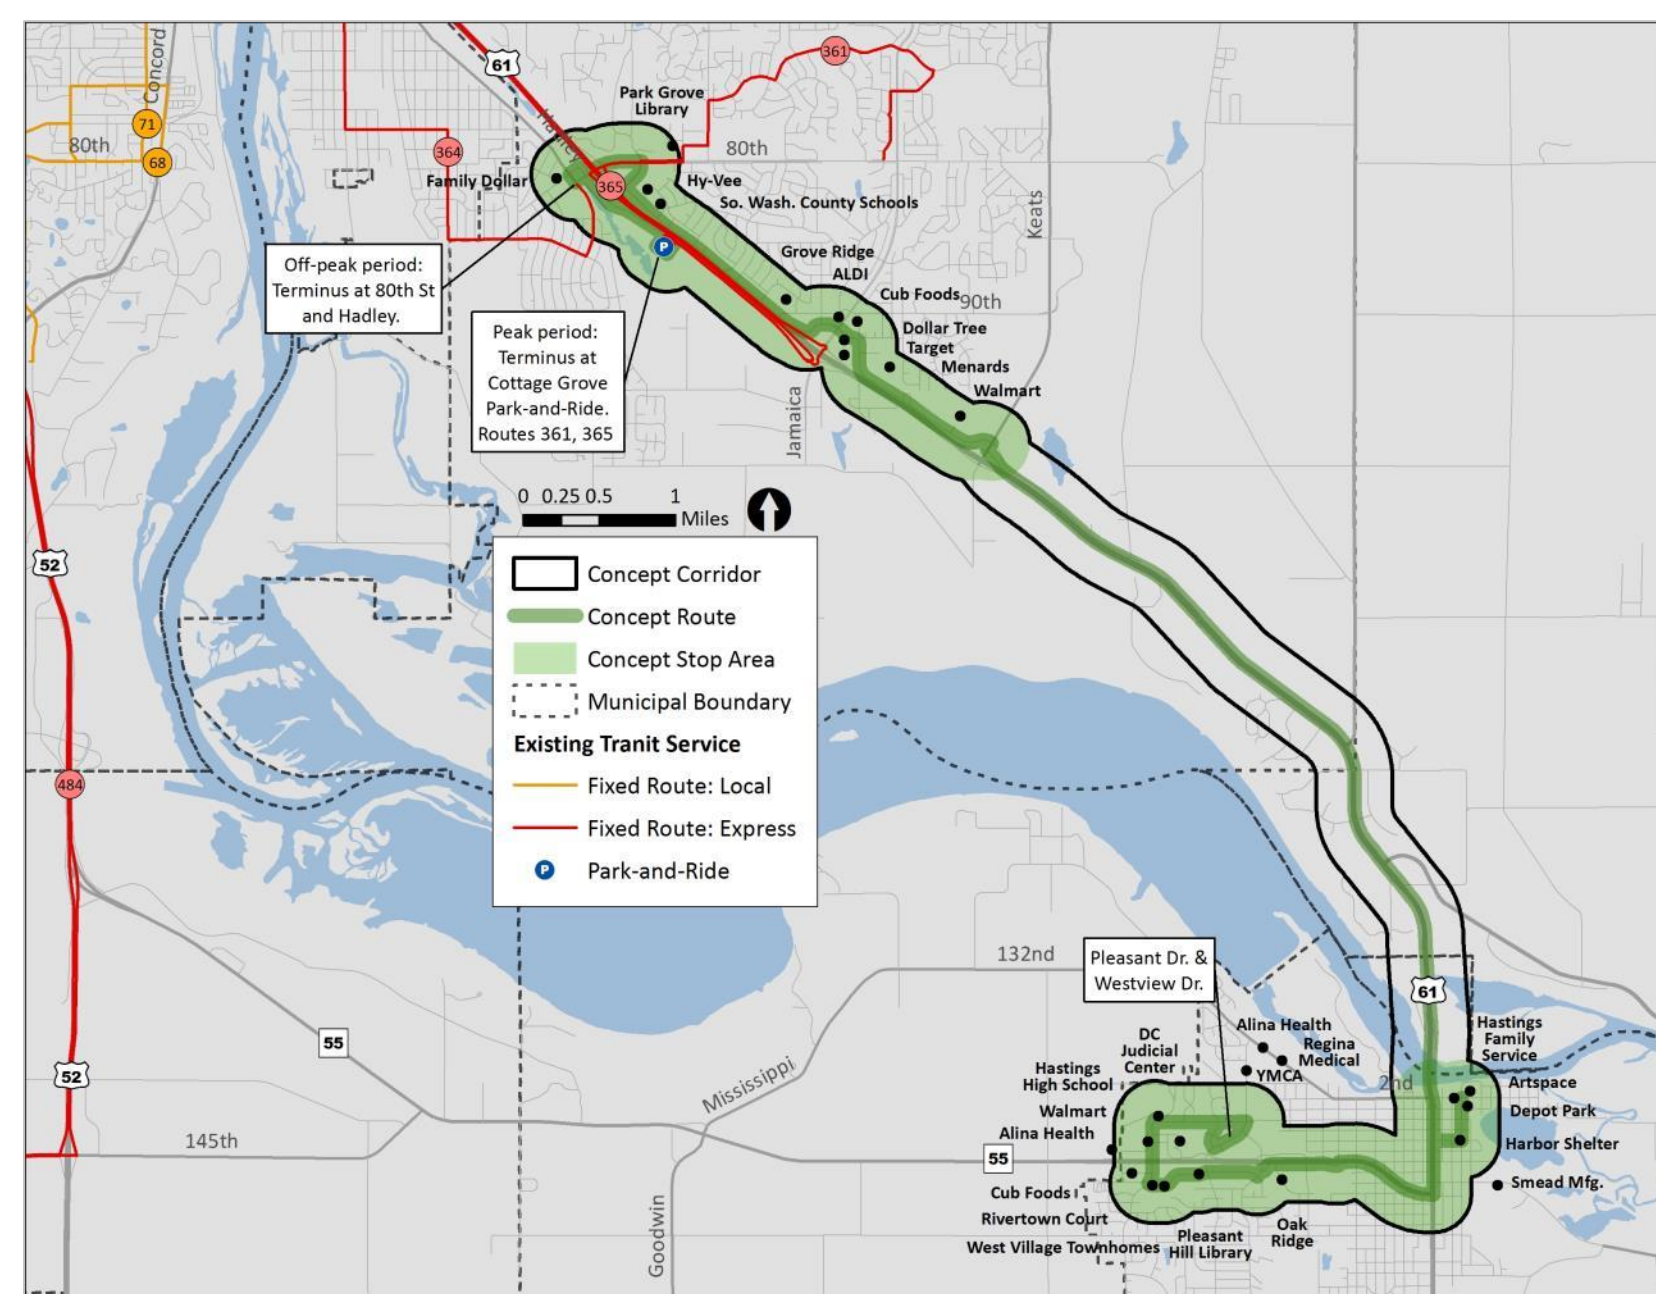 61
361
Concord
Park Grove
Library
71
80th
68
364
Hadley
80th
Family Dollar
365
Hy-Vee
So. Wash. County Schools
Keats
P
Grove Ridge
ALDI
Off-peak period:
Terminus at 80th St
and Hadley.
Cub Foods
90th
Peak period:
Terminus at
Cottage Grove
Park-and-Ride.
Routes 361, 365
Dollar Tree
Target
Menards
Walmart
Jamaica
0 0.25 0.5 1
Miles
52
Concept Corridor
Concept Route
Concept Stop Area
Municipal Boundary
Existing Tranit Service
Fixed Route: Local
Fixed Route: Express
P
Park-and-Ride
484
132nd
Pleasant Dr. &
Westview Dr.
61
55
52
Mississippi
145th
Goodwin
55
Alina Health
Regina
Medical
YMCA
DC
Judicial
Center
Hastings
High School
Walmart
Alina Health
2nd
Hastings
Family
Service
Artspace
Depot Park
Harbor Shelter
Smead Mfg.
Cub Foods
Rivertown Court
West Village Townhomes
Pleasant
Hill Library
Oak
Ridge